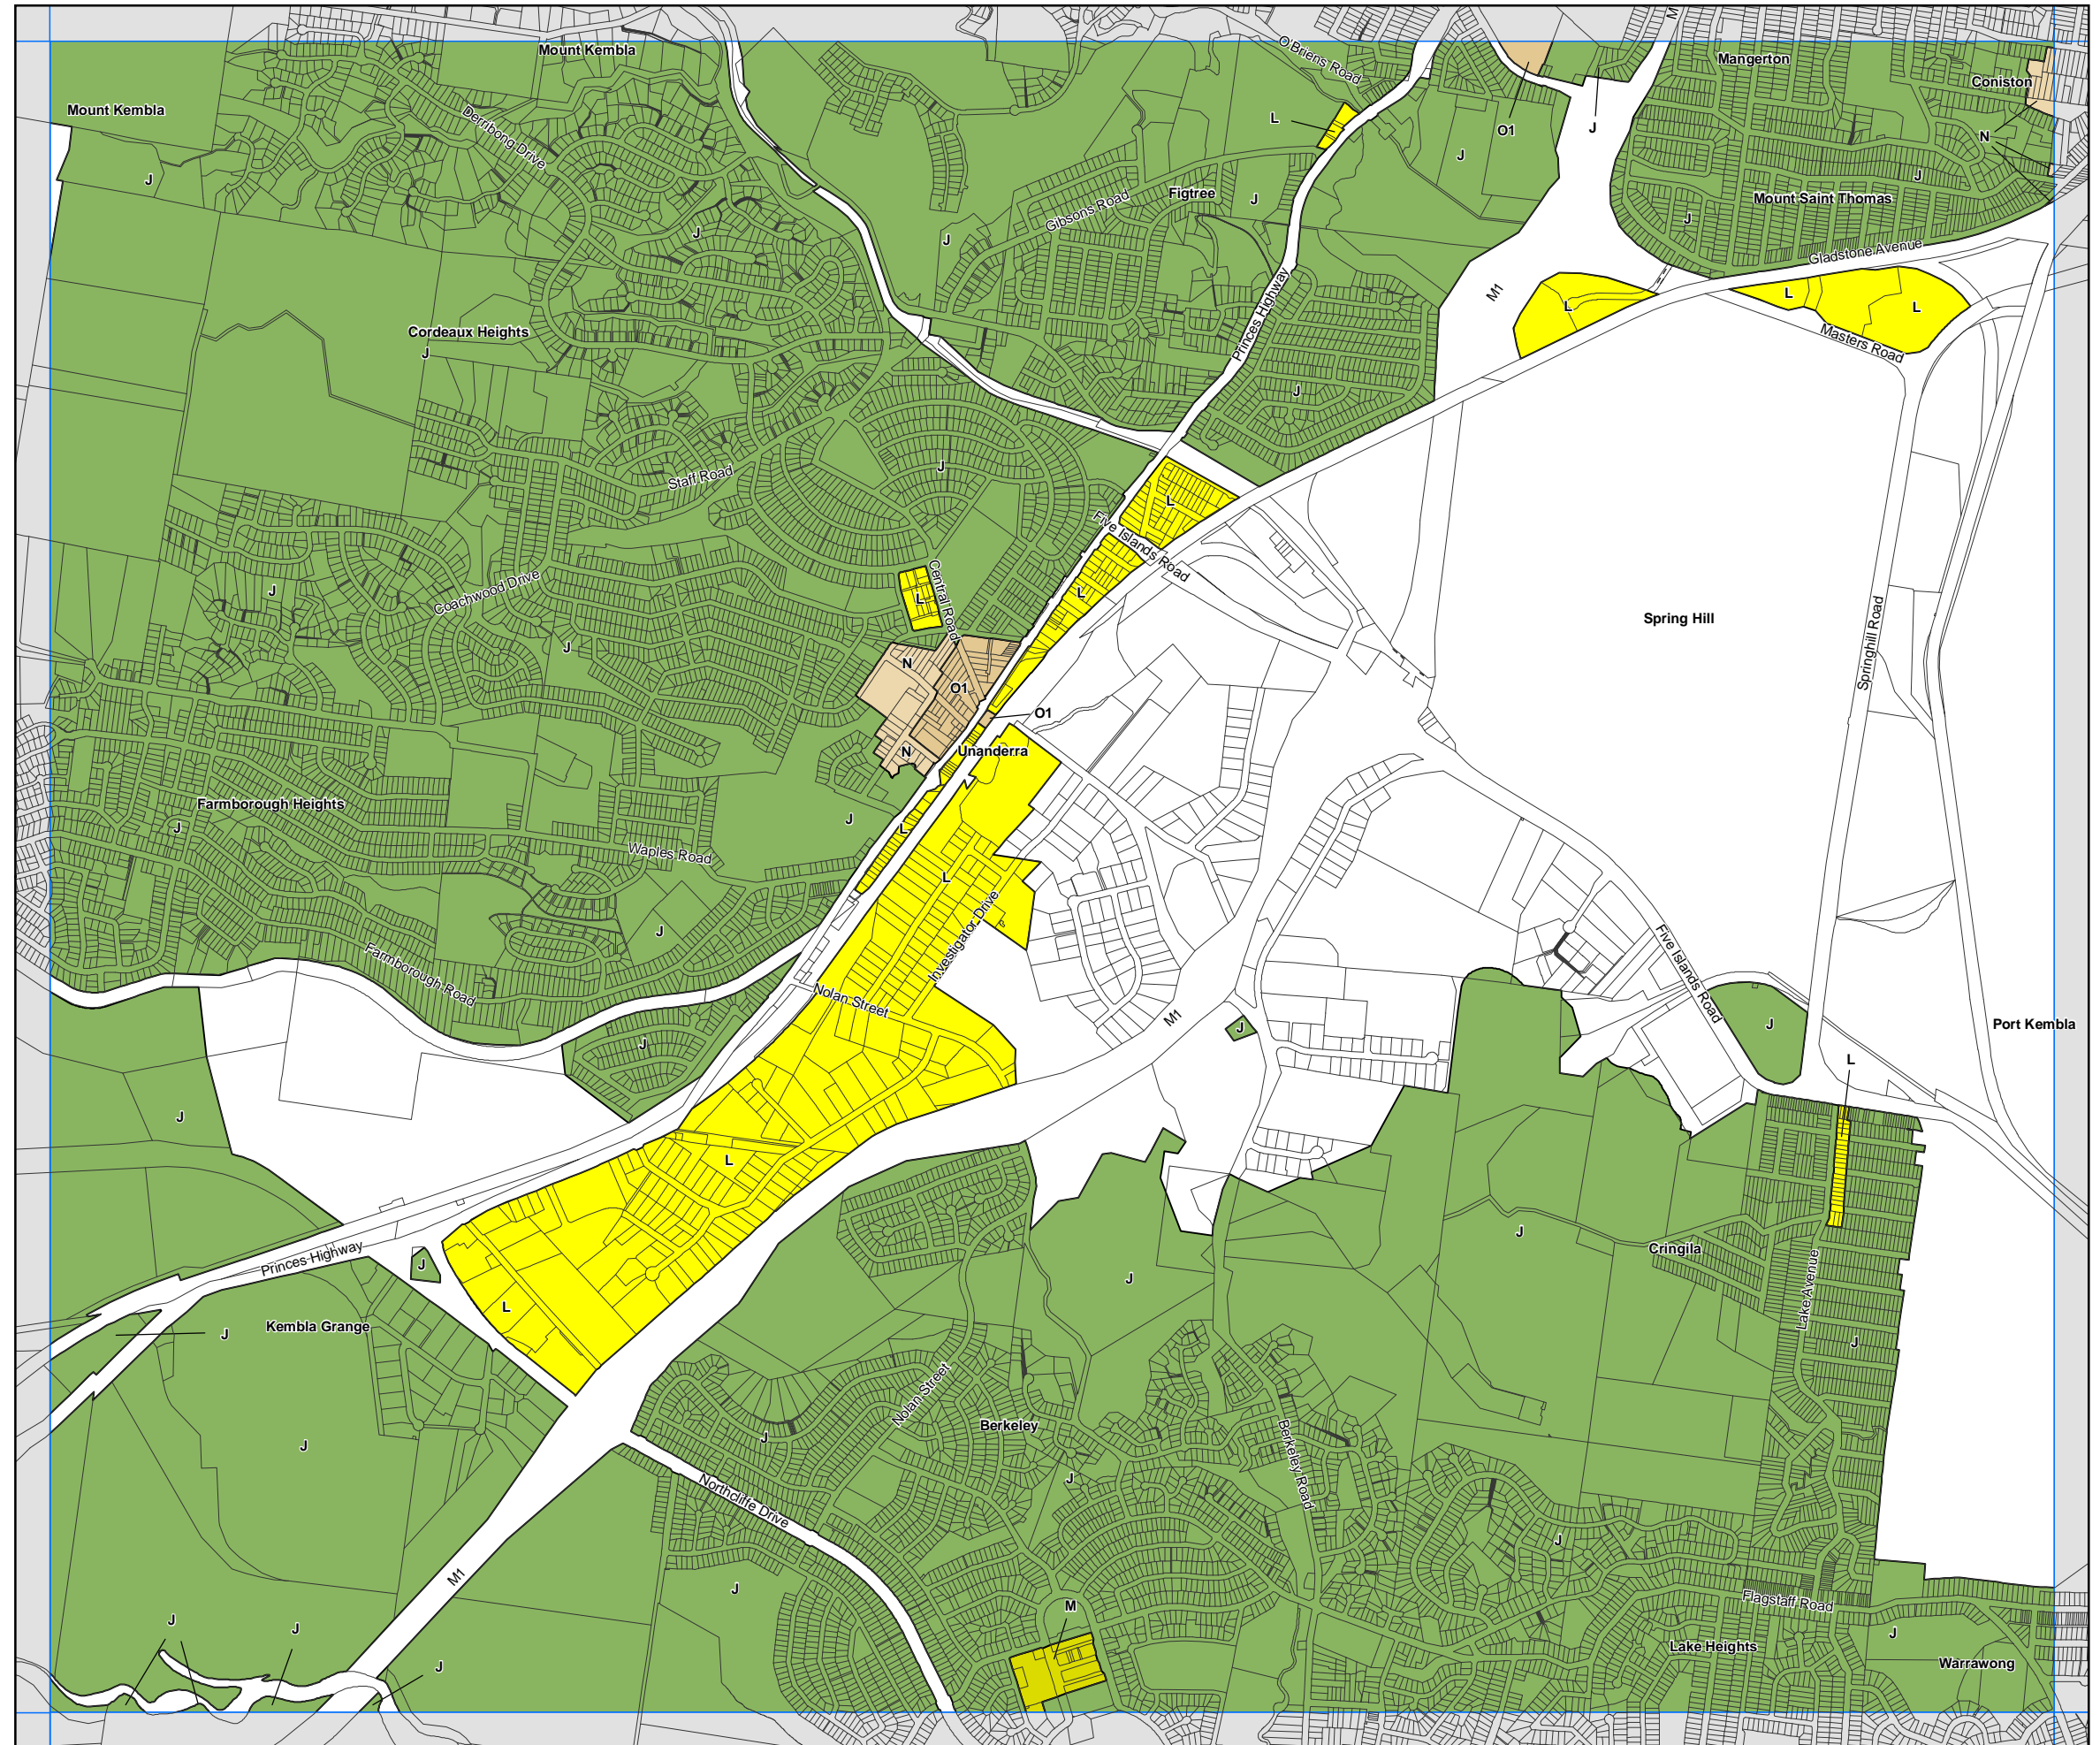 M
Mount Kembla
O'Briens Road
Mangerton
Coniston
Mount Kembla
L
Derribong Drive
O1
J
N
J
J
J
Figtree
J
Mount Saint Thomas
Gibsons Road
J
J
J
Gladstone Avenue
M1
L
L
L
Princes Highway
Cordeaux Heights
J
Masters Road
J
J
Staff Road
L
Five Islands Road
Coachwood Drive
J
L
L
Central Road
Spring Hill
Springhill Road
J
N
O1
O1
N
Unanderra
Farmborough Heights
J
J
L
Waples Road
L
J
Investigator Drive
Farmborough Road
Nolan Street
Five Islands Road
M1
J
J
Port Kembla
J
L
J
L
J
Cringila
Princes Highway
J
J
Lake Avenue
L
Kembla Grange
J
J
Nolan Street
Berkeley
J
J
J
Berkeley Road
Northcliffe Drive
J
M1
J
Flagstaff Road
M
J
J
J
Lake Heights
J
Warrawong